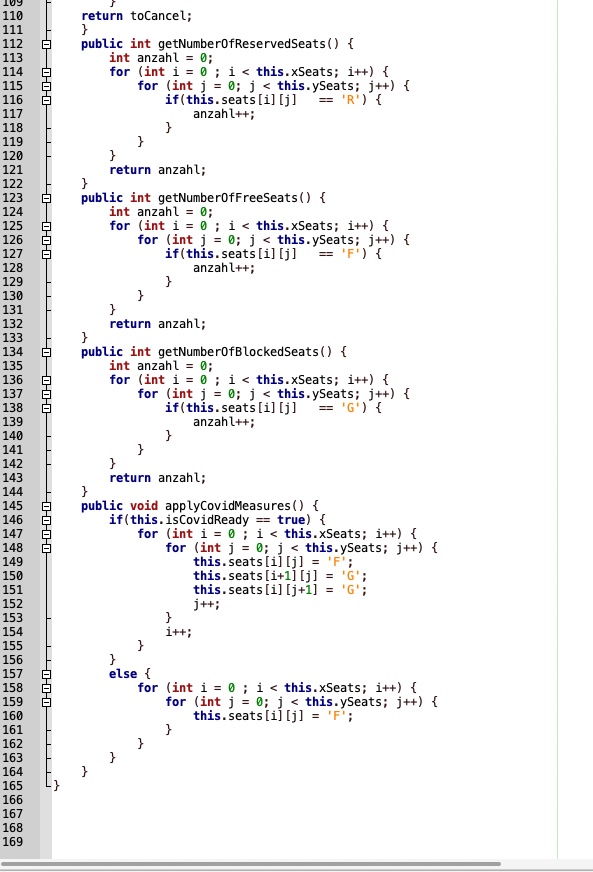 109 }
110 return toCancel;
111 }
112 public int getNumberOfReservedSeats() {
113 int anzahl = 0;
114 for (int i = 0 ; i < this.xSeats; i++) {
115 for (int j = 0; j < this.ySeats; j++) {
116 if(this.seats[i][j] == 'R') {
117 anzahl++;
118 }
119 }
120 }
121 return anzahl;
122 }
123 public int getNumberOfFreeSeats() {
124 int anzahl = 0;
125 for (int i = 0 ; i < this.xSeats; i++) {
126 for (int j = 0; j < this.ySeats; j++) {
127 if(this.seats[i][j] == 'F') {
128 anzahl++;
129 }
130 }
131 }
132 return anzahl;
133 }
134 public int getNumberOfBlockedSeats() {
135 int anzahl = 0;
136 for (int i = 0 ; i < this.xSeats; i++) {
137 for (int j = 0; j < this.ySeats; j++) {
138 if(this.seats[i][j] == 'G') {
139 anzahl++;
140 }
141 }
142 }
143 return anzahl;
144 }
145 public void applyCovidMeasures() {
146 if(this.isCovidReady == true) {
147 for (int i = 0 ; i < this.xSeats; i++) {
148 for (int j = 0; j < this.ySeats; j++) {
149 this.seats[i][j] = 'F';
150 this.seats[i+1][j] = 'G';
151 this.seats[i][j+1] = 'G';
152 j++;
153 }
154 i++;
155 }
156 }
157 else {
158 for (int i = 0 ; i < this.xSeats; i++) {
159 for (int j = 0; j < this.ySeats; j++) {
160 this.seats[i][j] = 'F';
161 }
162 }
163 }
164 }
165 }
166
167
168
169